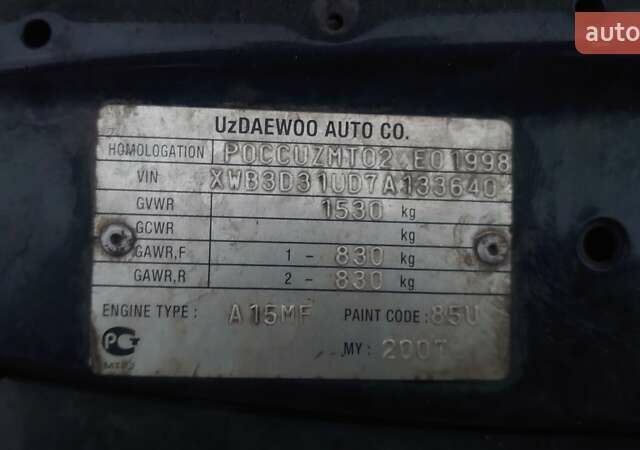 auto
UzDAEWOO AUTO CO.
HOMOLOGATION POCCUZMT02 E01998
VIN XWB3D31UD7A133640
GVWR 1530 kg
GCWR kg
GAWR,F 1 - 830 kg
GAWR,R 2 - 830 kg
ENGINE TYPE : A15MF PAINT CODE : 85U
MY : 2007